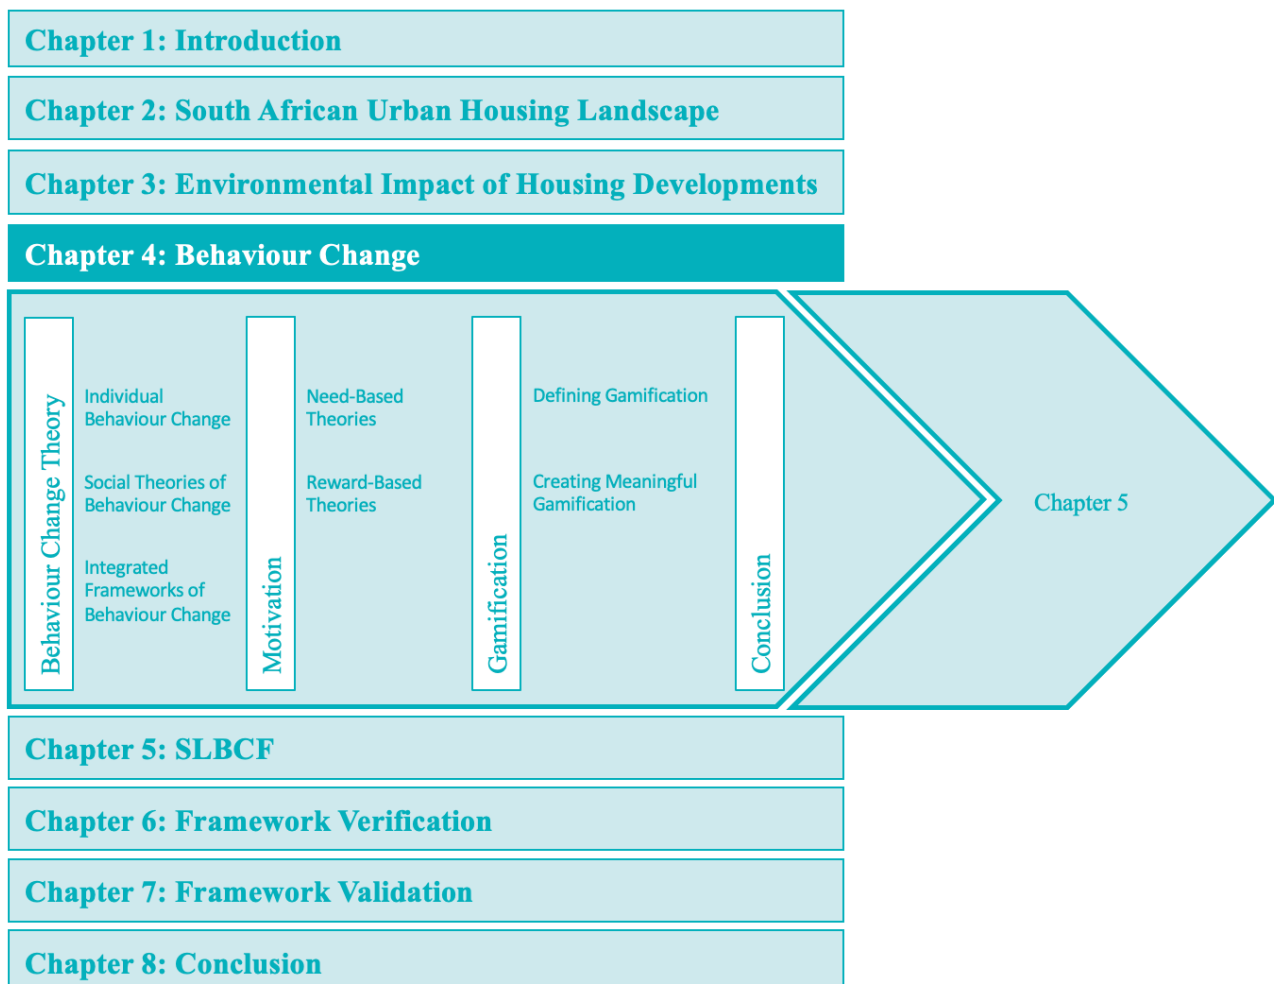 Chapter 1: Introduction
Chapter 2: South African Urban Housing Landscape
Chapter 3: Environmental Impact of Housing Developments
Chapter 4: Behaviour Change
Behaviour Change Theory
Individual
Behaviour Change
Social Theories of
Behaviour Change
Integrated
Frameworks of
Behaviour Change
Motivation
Need-Based
Theories
Reward-Based
Theories
Gamification
Defining Gamification
Creating Meaningful
Gamification
Conclusion
Chapter 5
Chapter 5: SLBCF
Chapter 6: Framework Verification
Chapter 7: Framework Validation
Chapter 8: Conclusion